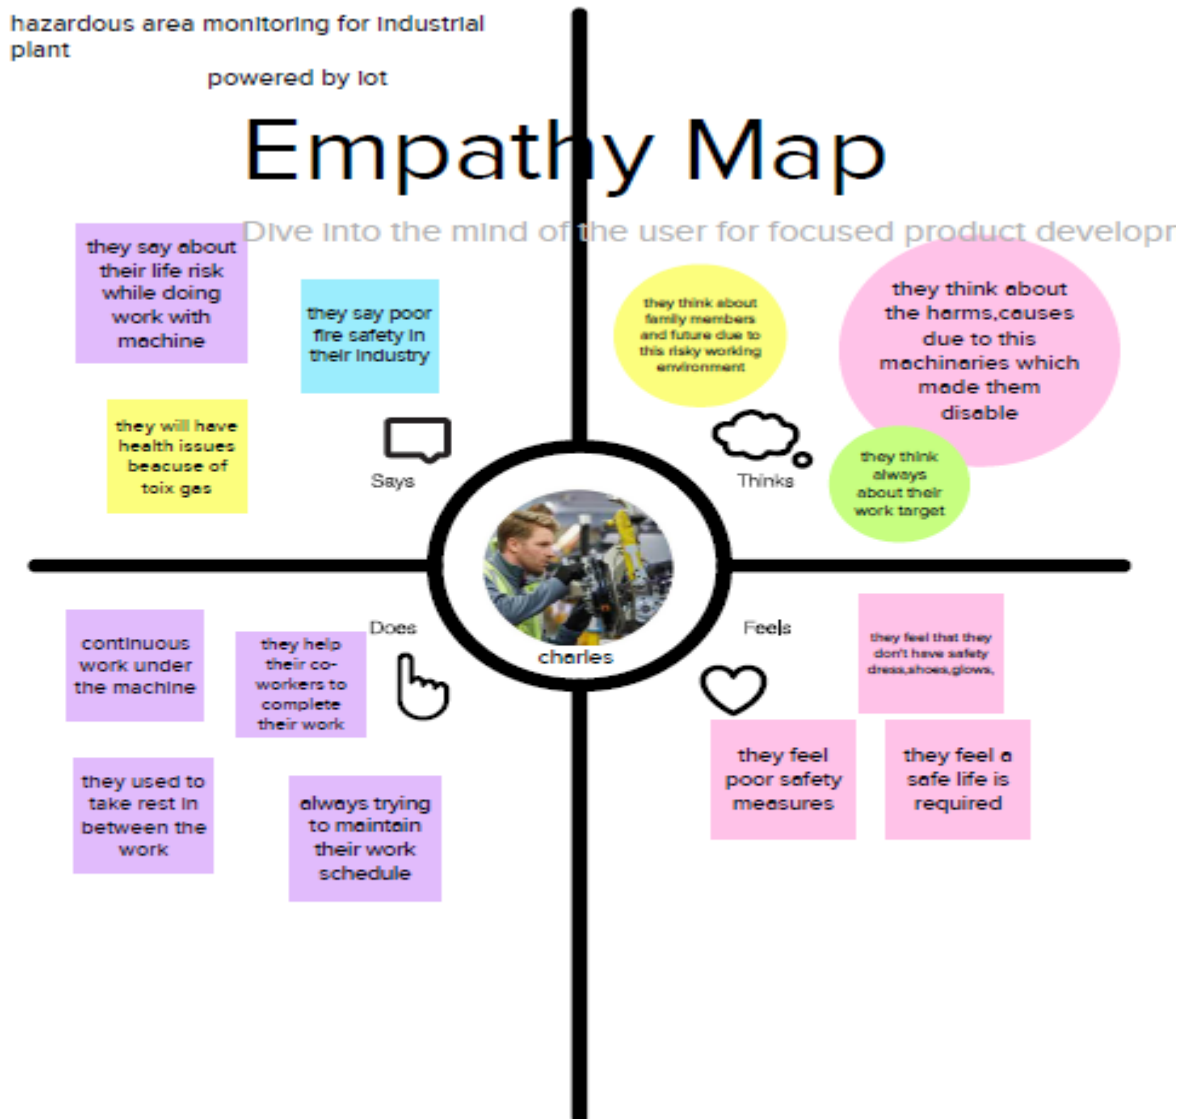 hazardous area monitoring for industrial
plant
powered by Iot
Empathy Map
Dive into the mind of the user for focused product developr
they say about
their life risk
while doing
work with
machine
they say poor
fire safety in
their industry
they will have
health issues
beacuse of
toix gas
Says
they think about
family members
and future due to
this risky working
environment
they think about
the harms,causes
due to this
machinaries which
made them
disable
they think
always
about their
work target
Thinks
charles
Does
continuous
work under
the machine
they help
their co-
workers to
complete
their work
they used to
take rest in
between the
work
always trying
to maintain
their work
schedule
Feels
they feel that they
don't have safety
dress,shoes,glows,
they feel
poor safety
measures
they feel a
safe life is
required